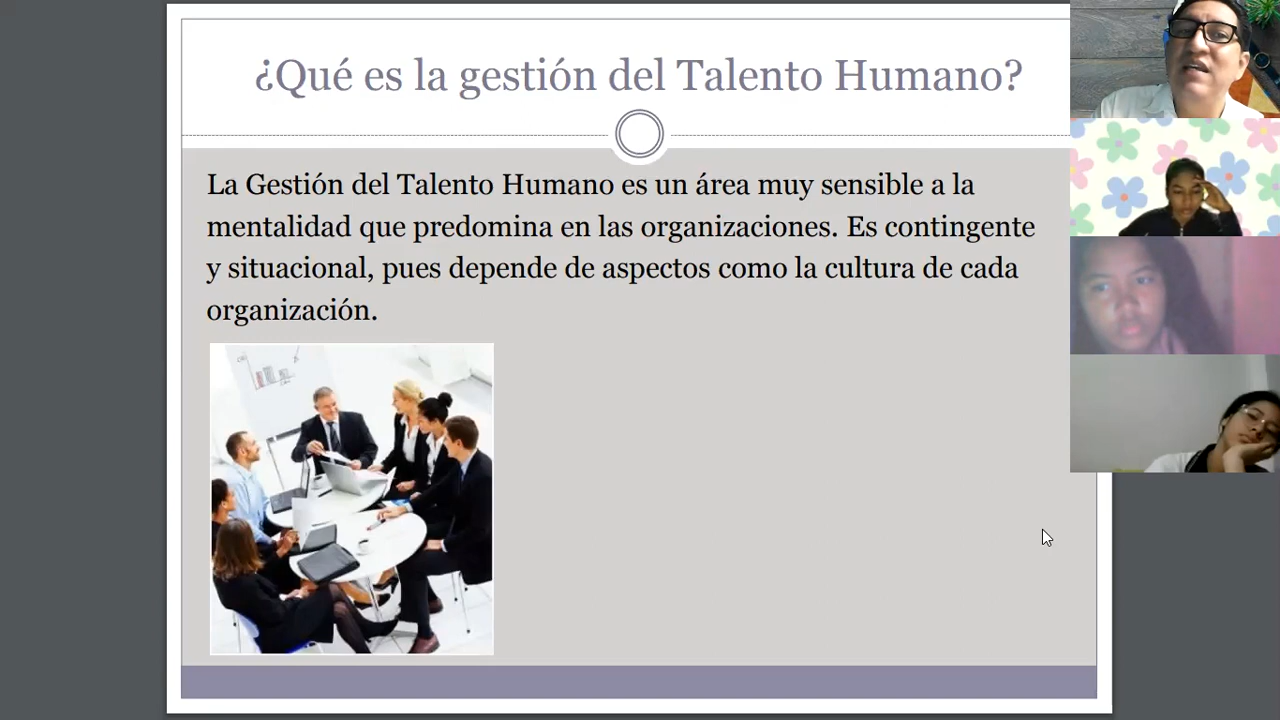 ¿Qué es la gestión del Talento Humano?
La Gestión del Talento Humano es un área muy sensible a la
mentalidad que predomina en las organizaciones. Es contingente
y situacional, pues depende de aspectos como la cultura de cada
organización.